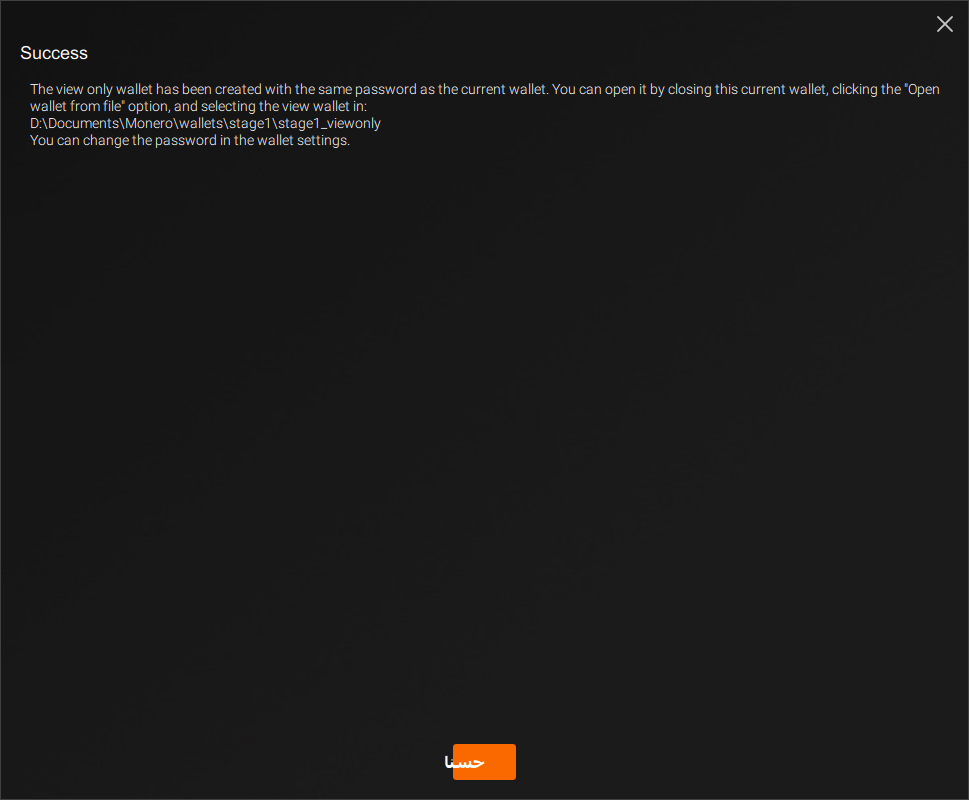 Success
The view only wallet has been created with the same password as the current wallet. You can open it by closing this current wallet, clicking the "Open
wallet from file" option, and selecting the view wallet in:
D:\Documents\Monero\wallets\stage1\stage1_viewonly
You can change the password in the wallet settings.
حسنا